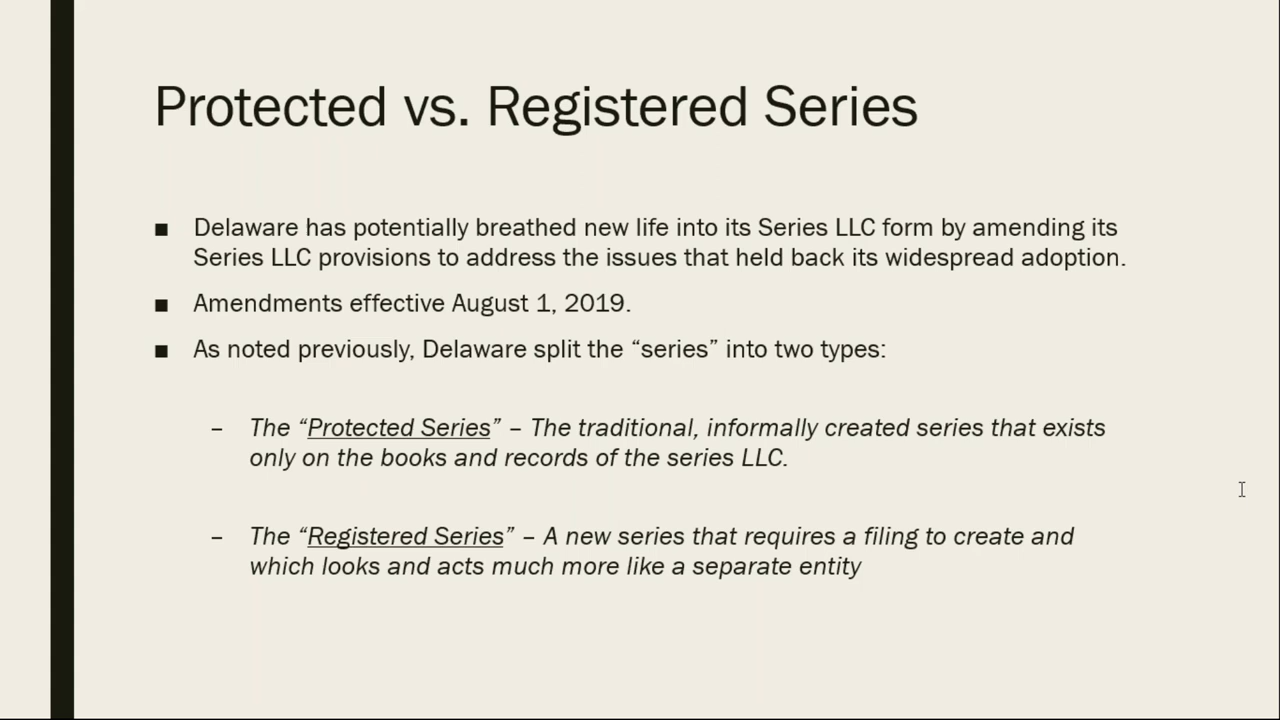 Protected vs. Registered Series
■ Delaware has potentially breathed new life into its Series LLC form by amending its
Series LLC provisions to address the issues that held back its widespread adoption.
■ Amendments effective August 1, 2019.
■ As noted previously, Delaware split the “series” into two types:
– The “Protected Series” – The traditional, informally created series that exists
only on the books and records of the series LLC.
– The “Registered Series” – A new series that requires a filing to create and
which looks and acts much more like a separate entity